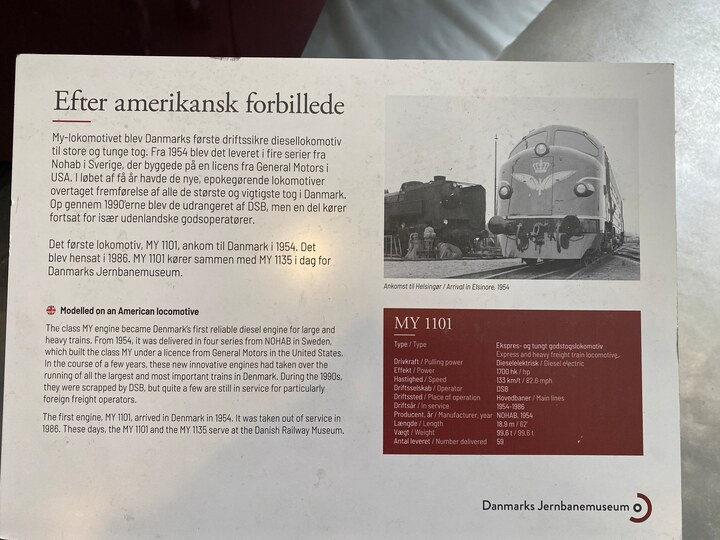 Efter amerikansk forbillede
My-lokomotivet blev Danmarks første driftssikre diesellokomotiv
til store og tunge tog. Fra 1954 blev det leveret i fire serier fra
Nohab i Sverige, der byggede på en licens fra General Motors i
USA. I løbet af få år havde de nye, epokegørende lokomotiver
overtaget fremførelse af alle de største og vigtigste tog i Danmark.
Op gennem 1990'erne blev de udrangeret af DSB, men en del kører
fortsat for især udenlandske godsoperatører.
Det første lokomotiv, MY 1101, ankom til Danmark i 1954. Det
blev hensat i 1986. MY 1101 kører sammen med MY 1135 i dag for
Danmarks Jernbanemuseum.
Modelled on an American locomotive
The class MY engine became Denmark's first reliable diesel engine for large and
heavy trains. From 1954, it was delivered in four series from NOHAB in Sweden,
which built the class MY under a licence from General Motors in the United States.
In the course of a few years, these new innovative engines had taken over the
running of all the largest and most important trains in Denmark. During the 1990s,
they were scrapped by DSB, but quite a few are still in service for particularly
foreign freight operators.
The first engine, MY 1101, arrived in Denmark in 1954. It was taken out of service in
1986. These days, the MY 1101 and the MY 1135 serve at the Danish Railway Museum.
Ankomst til Helsingør / Arrival in Elsinore, 1954
MY 1101
Type / Type Ekspres- og tungt godstogslokomotiv
Express and heavy freight train locomotive
Drivkraft / Pulling power Dieselelektrisk / Diesel electric
Effekt / Power 1700 hk / hp
Hastighed / Speed 133 km/t / 82,6 mph
Driftsselskab / Operator DSB
Driftssted / Place of operation Hovedbaner / Main lines
Driftsår / In service 1954-1986
Producent, år / Manufacturer, year NOHAB, 1954
Længde / Length 18,9 m / 62'
Vægt / Weight 99,6 t / 99.6 t
Antal leveret / Number delivered 59
Danmarks Jernbanemuseum